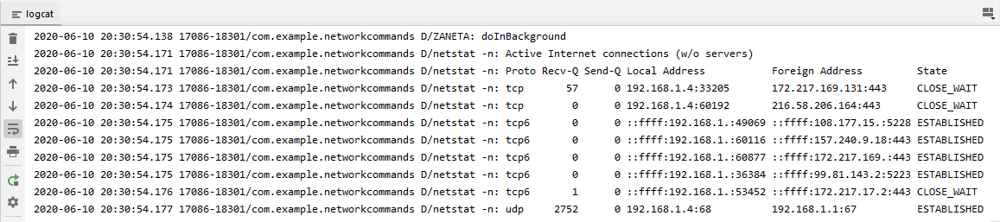 logcat
2020-06-10 20:30:54.138 17086-18301/com.example.networkcommands D/ZANETA: doInBackground
2020-06-10 20:30:54.171 17086-18301/com.example.networkcommands D/netstat -n: Active Internet connections (w/o servers)
2020-06-10 20:30:54.171 17086-18301/com.example.networkcommands D/netstat -n: Proto Recv-Q Send-Q Local Address          Foreign Address        State
2020-06-10 20:30:54.173 17086-18301/com.example.networkcommands D/netstat -n: tcp       57      0 192.168.1.4:33205      172.217.169.131:443    CLOSE_WAIT
2020-06-10 20:30:54.174 17086-18301/com.example.networkcommands D/netstat -n: tcp        0      0 192.168.1.4:60192      216.58.206.164:443     CLOSE_WAIT
2020-06-10 20:30:54.175 17086-18301/com.example.networkcommands D/netstat -n: tcp6       0      0 ::ffff:192.168.1.:49069 ::ffff:108.177.15.:5228 ESTABLISHED
2020-06-10 20:30:54.175 17086-18301/com.example.networkcommands D/netstat -n: tcp6       0      0 ::ffff:192.168.1.:60116 ::ffff:157.240.9.18:443 ESTABLISHED
2020-06-10 20:30:54.175 17086-18301/com.example.networkcommands D/netstat -n: tcp6       0      0 ::ffff:192.168.1.:60877 ::ffff:172.217.169.:443 ESTABLISHED
2020-06-10 20:30:54.175 17086-18301/com.example.networkcommands D/netstat -n: tcp6       0      0 ::ffff:192.168.1.:36384 ::ffff:99.81.143.2:5223 ESTABLISHED
2020-06-10 20:30:54.176 17086-18301/com.example.networkcommands D/netstat -n: tcp6       1      0 ::ffff:192.168.1.:53452 ::ffff:172.217.17.2:443 CLOSE_WAIT
2020-06-10 20:30:54.177 17086-18301/com.example.networkcommands D/netstat -n: udp     2752      0 192.168.1.4:68         192.168.1.1:67         ESTABLISHED